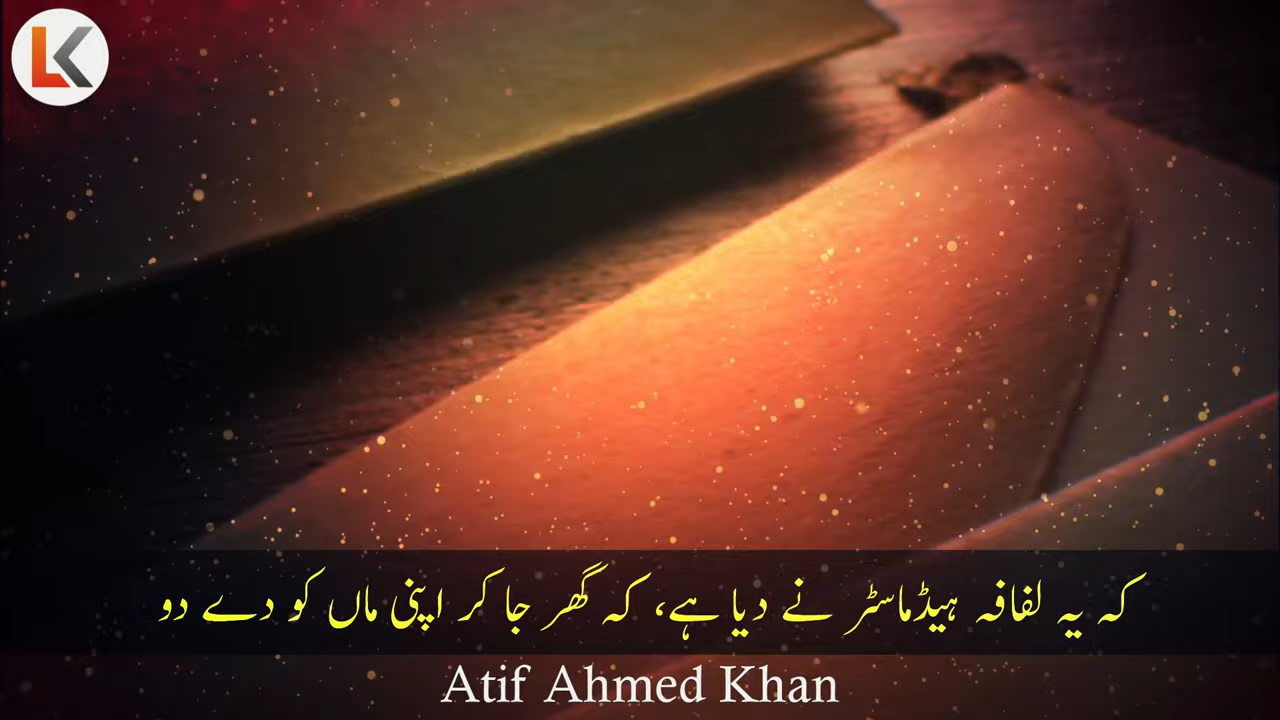 LK
کہ یہ لفافہ ہیڈماسٹر نے دیا ہے، کہ گھر جا کر اپنی ماں کو دے دو
Atif Ahmed Khan